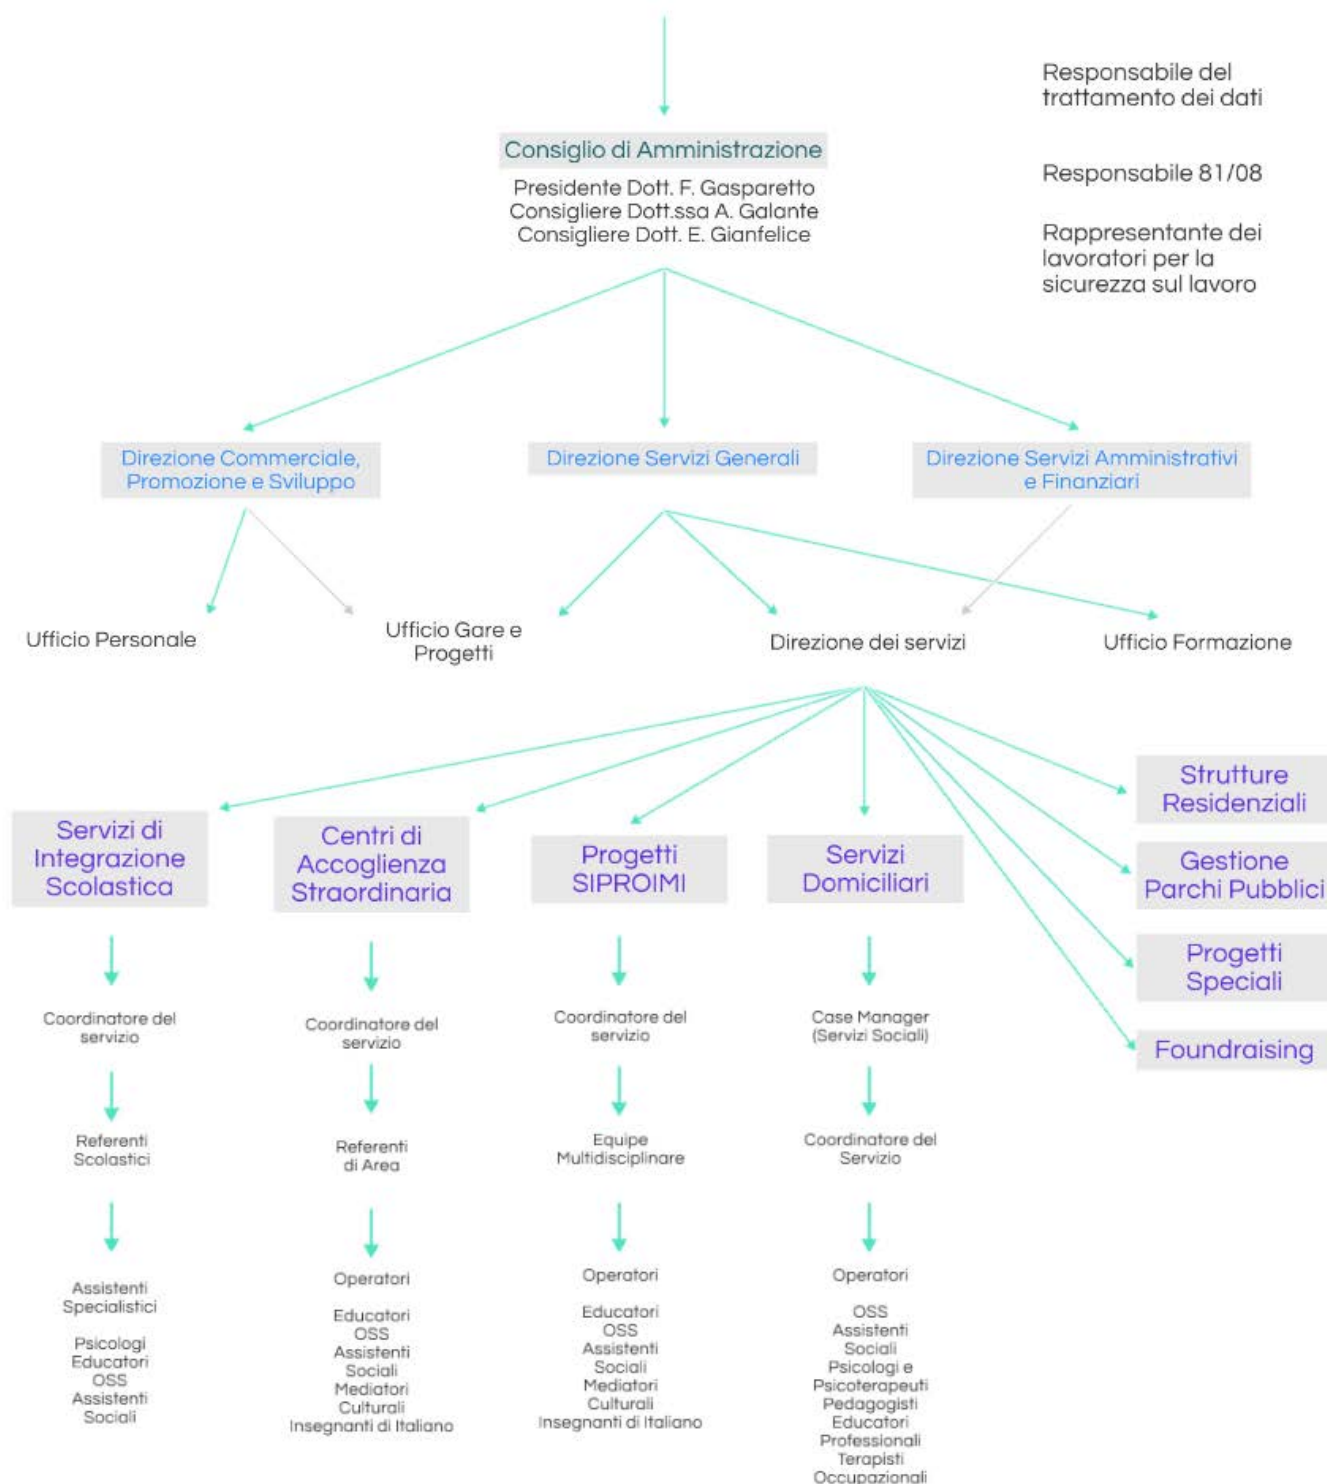 Responsabile del
trattamento dei dati
Responsabile 81/08
Rappresentante dei
lavoratori per la
sicurezza sul lavoro
Consiglio di Amministrazione
Presidente Dott. F. Gasparetto
Consigliere Dott.ssa A. Galante
Consigliere Dott. E. Gianfelice
Direzione Commerciale,
Promozione e Sviluppo
Direzione Servizi Generali
Direzione Servizi Amministrativi
e Finanziari
Ufficio Personale
Ufficio Gare e
Progetti
Direzione dei servizi
Ufficio Formazione
Servizi di
Integrazione
Scolastica
Centri di
Accoglienza
Straordinaria
Progetti
SIPROIMI
Servizi
Domiciliari
Strutture
Residenziali
Gestione
Parchi Pubblici
Progetti
Speciali
Foundraising
Coordinatore del
servizio
Referenti
Scolastici
Assistenti
Specialistici
Psicologi
Educatori
OSS
Assistenti
Sociali
Coordinatore del
servizio
Referenti
di Area
Operatori
Educatori
OSS
Assistenti
Sociali
Mediatori
Culturali
Insegnanti di Italiano
Coordinatore del
servizio
Equipe
Multidisciplinare
Operatori
Educatori
OSS
Assistenti
Sociali
Mediatori
Culturali
Insegnanti di Italiano
Case Manager
(Servizi Sociali)
Coordinatore del
Servizio
Operatori
OSS
Assistenti
Sociali
Psicologi e
Psicoterapeuti
Pedagogisti
Educatori
Professionali
Terapisti
Occupazionali